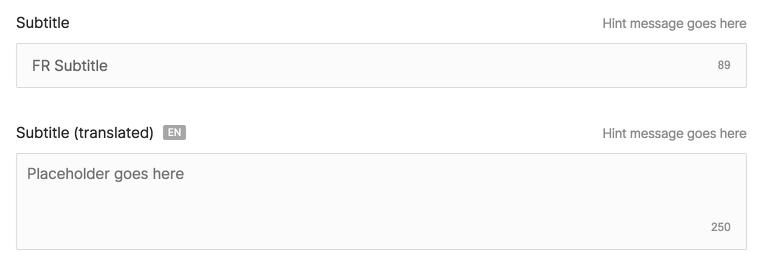 Subtitle Hint message goes here
FR Subtitle 89
Subtitle (translated) EN Hint message goes here
Placeholder goes here
250